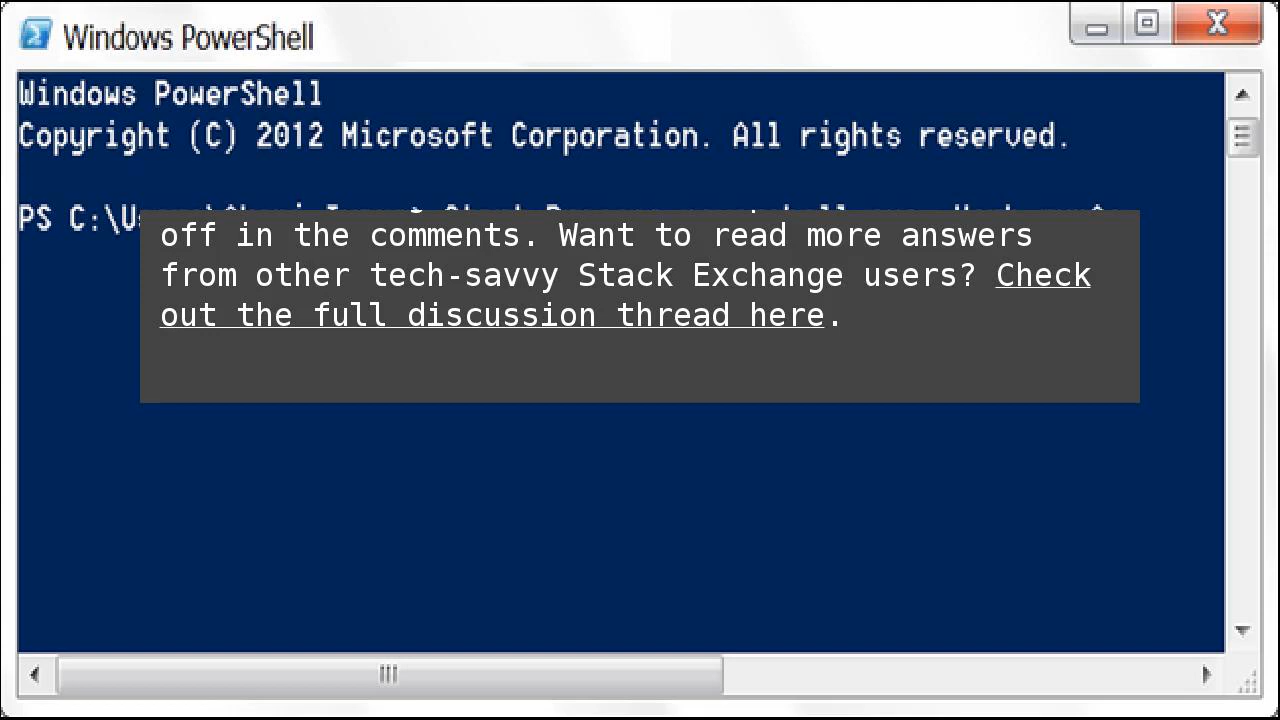 Windows PowerShell
Windows PowerShell
Copyright (C) 2012 Microsoft Corporation. All rights reserved.
PS C:\U
off in the comments. Want to read more answers
from other tech-savvy Stack Exchange users? Check
out the full discussion thread here.